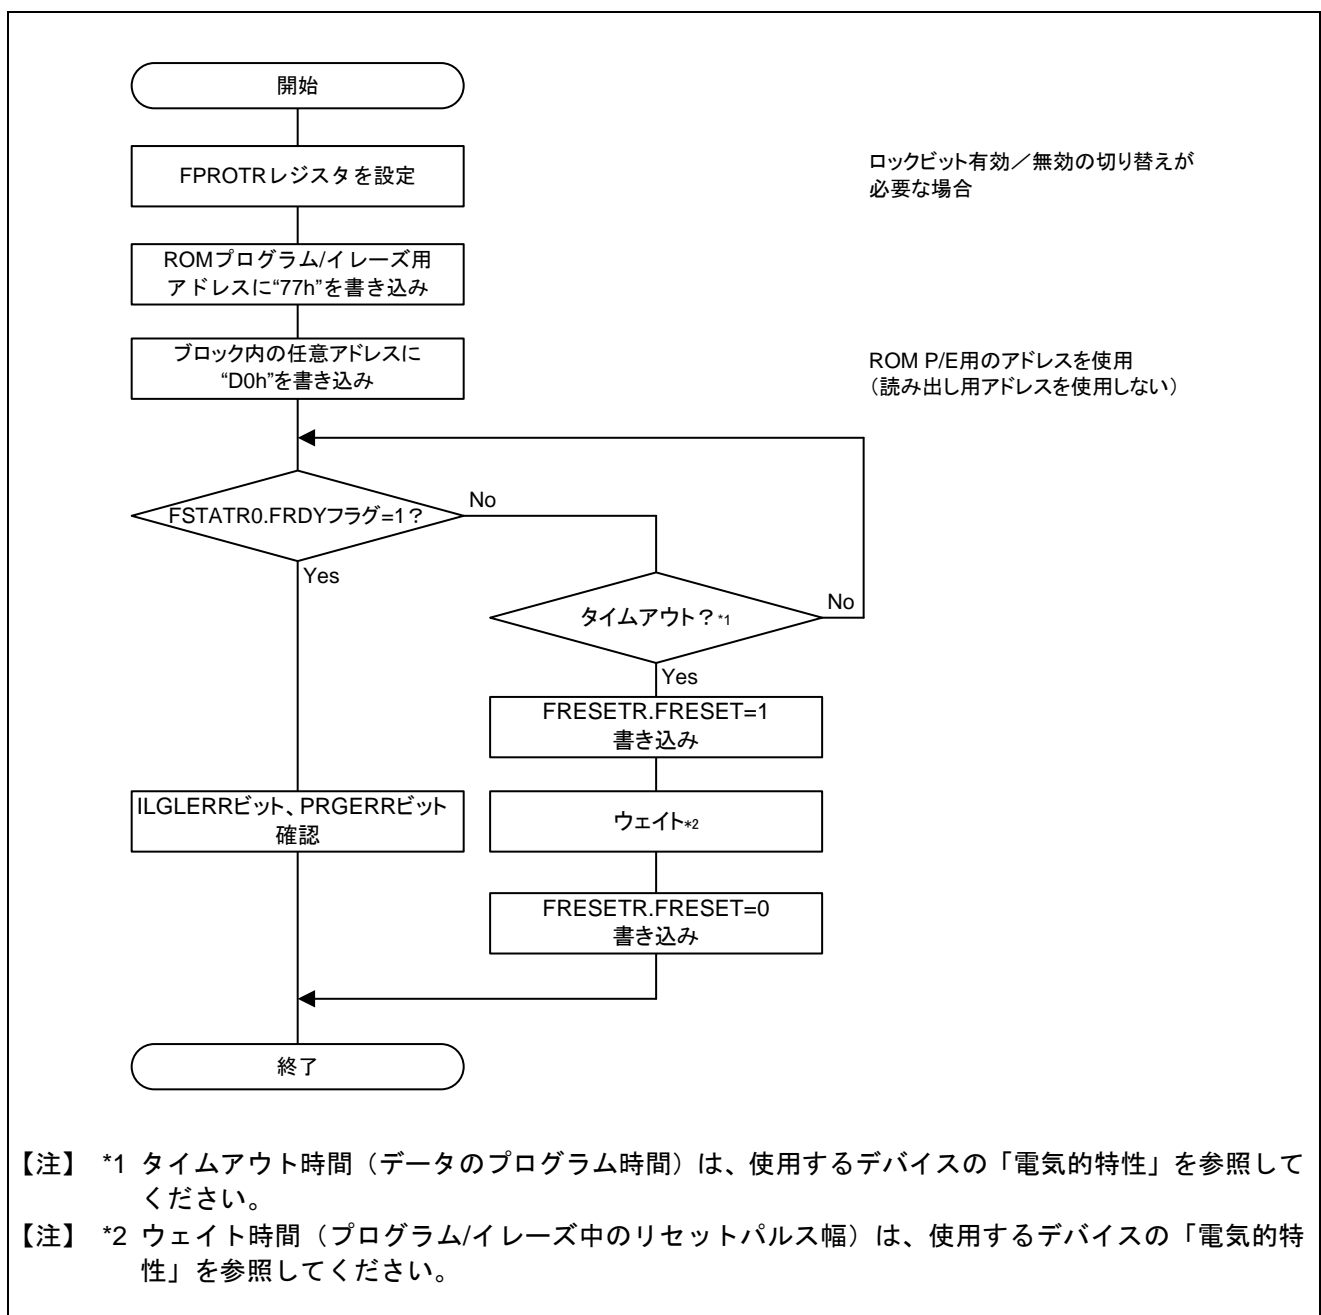 開始
FPROTRレジスタを設定
ロックビット有効／無効の切り替えが
必要な場合
ROMプログラム/イレーズ用
アドレスに“77h”を書き込み
ブロック内の任意アドレスに
“D0h”を書き込み
ROM P/E用のアドレスを使用
（読み出し用アドレスを使用しない）
FSTATR0.FRDYフラグ=1？
No
Yes
タイムアウト？*1
No
Yes
FRESETR.FRESET=1
書き込み
ILGLERRビット、PRGERRビット
確認
ウェイト*2
FRESETR.FRESET=0
書き込み
終了
【注】 *1 タイムアウト時間（データのプログラム時間）は、使用するデバイスの「電気的特性」を参照して
ください。
【注】 *2 ウェイト時間（プログラム/イレーズ中のリセットパルス幅）は、使用するデバイスの「電気的特
性」を参照してください。